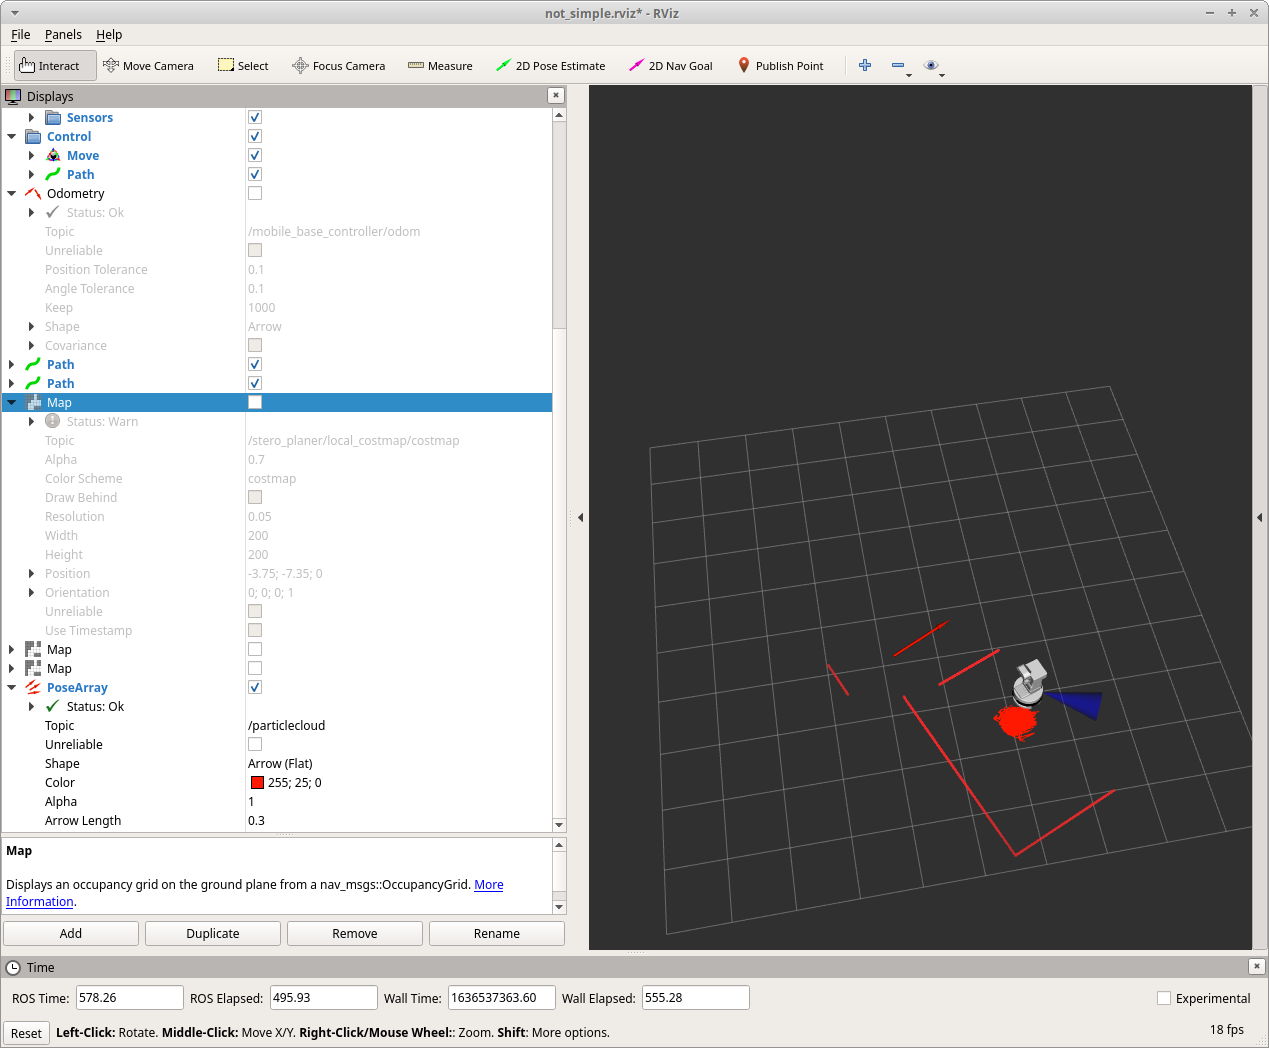 not_simple.rviz* - RViz
File Panels Help
Interact Move Camera Select Focus Camera Measure 2D Pose Estimate 2D Nav Goal Publish Point
Displays
Sensors
Control
Move
Path
Odometry
Status: Ok
Topic /mobile_base_controller/odom
Unreliable
Position Tolerance 0.1
Angle Tolerance 0.1
Keep 1000
Shape Arrow
Covariance
Path
Path
Map
Status: Warn
Topic /stero_planer/local_costmap/costmap
Alpha 0.7
Color Scheme costmap
Draw Behind
Resolution 0.05
Width 200
Height 200
Position -3.75; -7.35; 0
Orientation 0; 0; 0; 1
Unreliable
Use Timestamp
Map
Map
PoseArray
Status: Ok
Topic /particlecloud
Unreliable
Shape Arrow (Flat)
Color 255; 25; 0
Alpha 1
Arrow Length 0.3
Map
Displays an occupancy grid on the ground plane from a nav_msgs::OccupancyGrid. More
Information.
Add Duplicate Remove Rename
Time
ROS Time: 578.26 ROS Elapsed: 495.93 Wall Time: 1636537363.60 Wall Elapsed: 555.28 Experimental
Reset Left-Click: Rotate. Middle-Click: Move X/Y. Right-Click/Mouse Wheel:: Zoom. Shift: More options. 18 fps